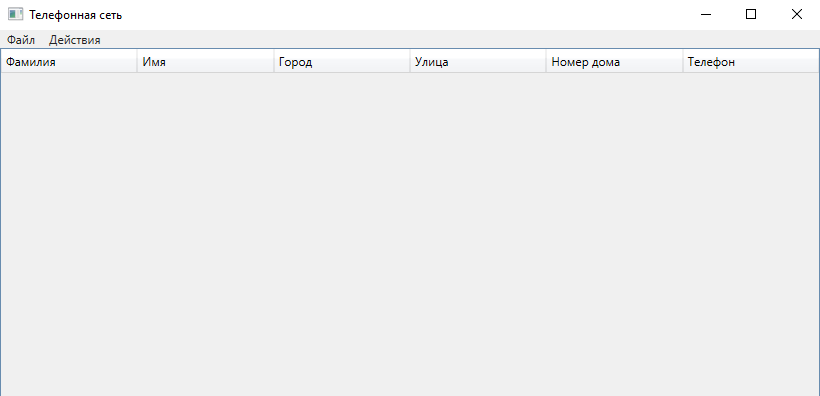 Телефонная сеть
Файл Действия
Фамилия Имя Город Улица Номер дома Телефон